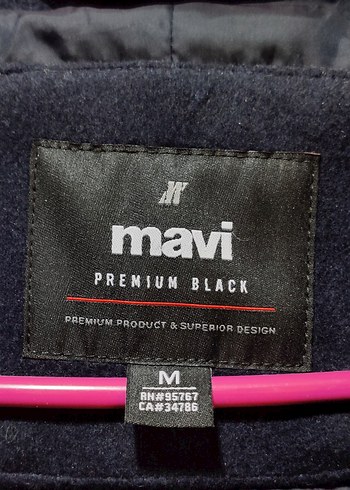 mavi
PREMIUM BLACK
PREMIUM PRODUCT & SUPERIOR DESIGN
M
RN#95767
CA#34786